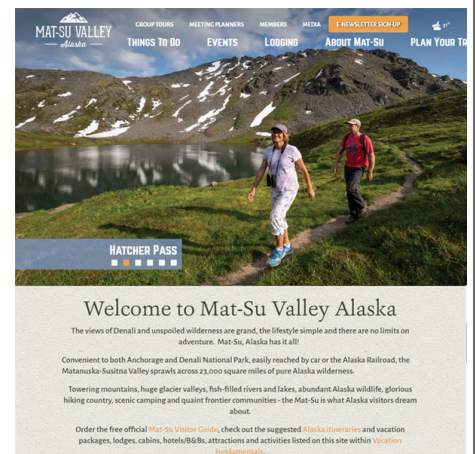 MAT-SU VALLEY
Alaska
GROUP TOURS MEETING PLANNERS MEMBERS MEDIA E-NEWSLETTER SIGN-UP
THINGS TO DO EVENTS LODGING ABOUT MAT-SU PLAN YOUR TR
HATCHER PASS
Welcome to Mat-Su Valley Alaska
The views of Denali and unspoiled wilderness are grand, the lifestyle simple and there are no limits on
adventure. Mat-Su, Alaska has it all!
Convenient to both Anchorage and Denali National Park, easily reached by car or the Alaska Railroad, the
Matanuska-Susitna Valley sprawls across 23,000 square miles of pure Alaska wilderness.
Towering mountains, huge glacier valleys, fish-filled rivers and lakes, abundant Alaska wildlife, glorious
hiking country, scenic camping and quaint frontier communities - the Mat-Su is what Alaska visitors dream
about.
Order the free official Mat-Su Visitor Guide, check out the suggested Alaska itineraries and vacation
packages, lodges, cabins, hotels/B&Bs, attractions and activities listed on this site within Vacation
Fundamentals.